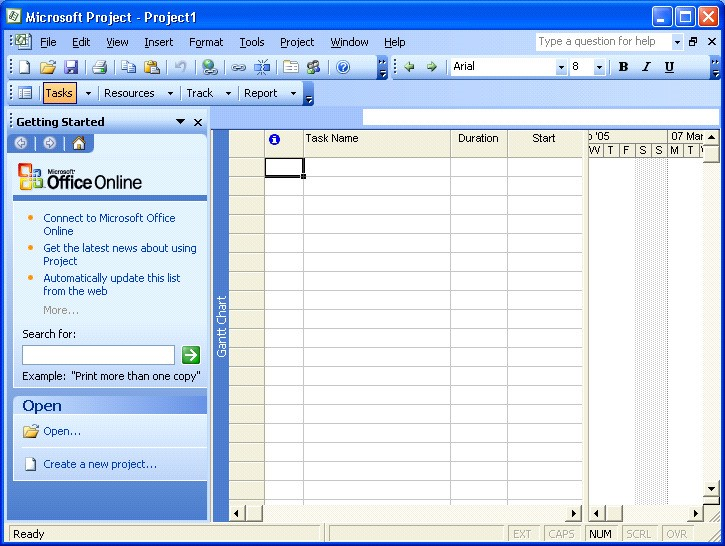 Microsoft Project - Project1
File Edit View Insert Format Tools Project Window Help Type a question for help
Arial 8 B I U
Tasks Resources Track Report
Getting Started
Task Name Duration Start '05 07 Mar
W T F S S M T
Microsoft
Office Online
Connect to Microsoft Office
Online
Get the latest news about using
Project
Automatically update this list
from the web
More...
Search for:
Example: "Print more than one copy"
Open
Open...
Create a new project...
Gantt Chart
Ready EXT CAPS NUM SCRL OVR